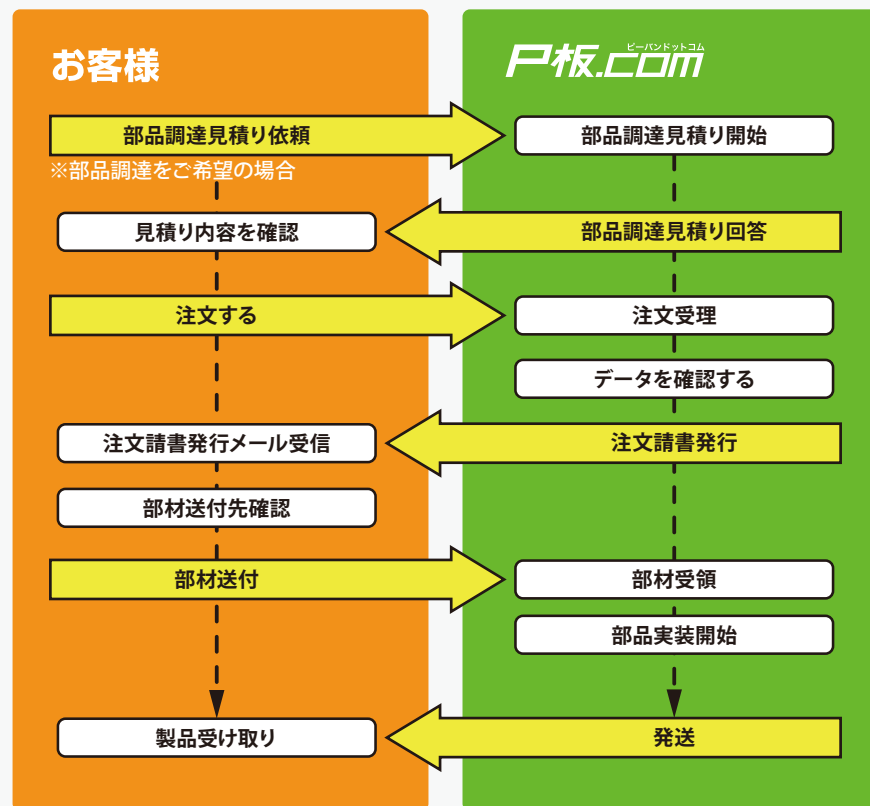 お客様
ピーバンドットコム
P板.com
部品調達見積り依頼
部品調達見積り開始
※部品調達をご希望の場合
見積り内容を確認
部品調達見積り回答
注文する
注文受理
データを確認する
注文請書発行メール受信
注文請書発行
部材送付先確認
部材送付
部材受領
部品実装開始
製品受け取り
発送